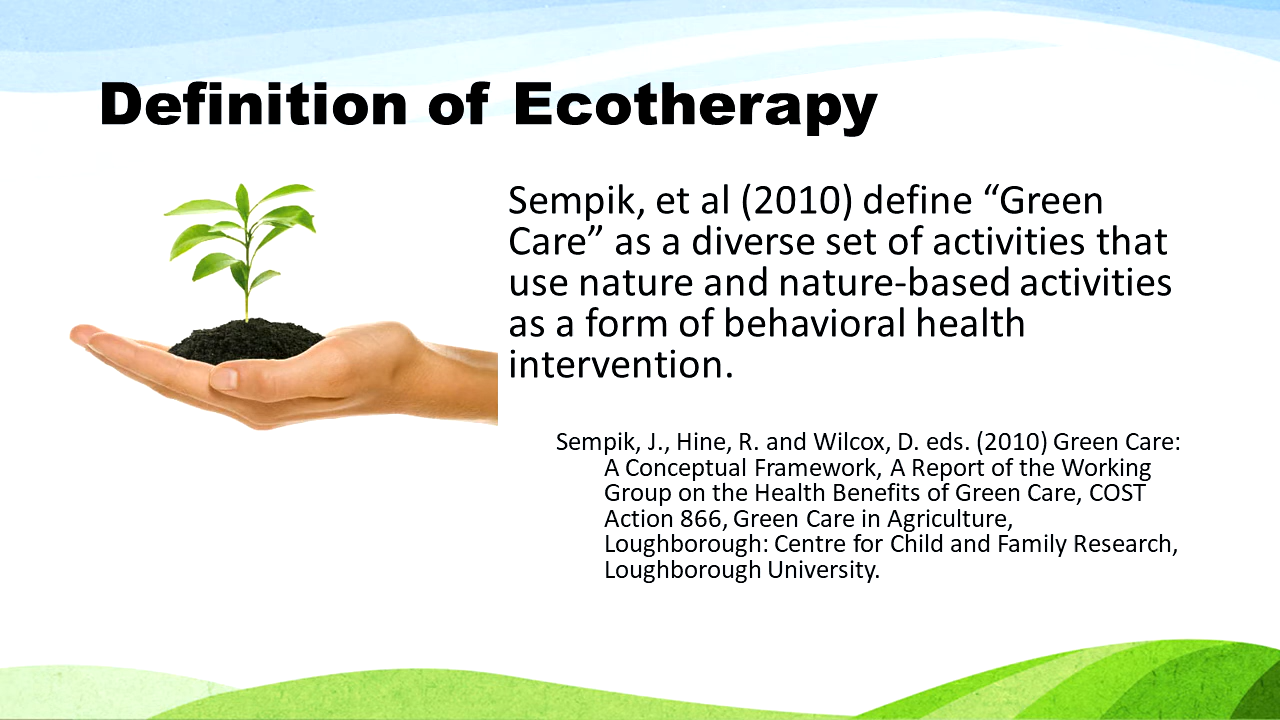 Definition of Ecotherapy
Sempik, et al (2010) define “Green
Care” as a diverse set of activities that
use nature and nature-based activities
as a form of behavioral health
intervention.
Sempik, J., Hine, R. and Wilcox, D. eds. (2010) Green Care:
A Conceptual Framework, A Report of the Working
Group on the Health Benefits of Green Care, COST
Action 866, Green Care in Agriculture,
Loughborough: Centre for Child and Family Research,
Loughborough University.